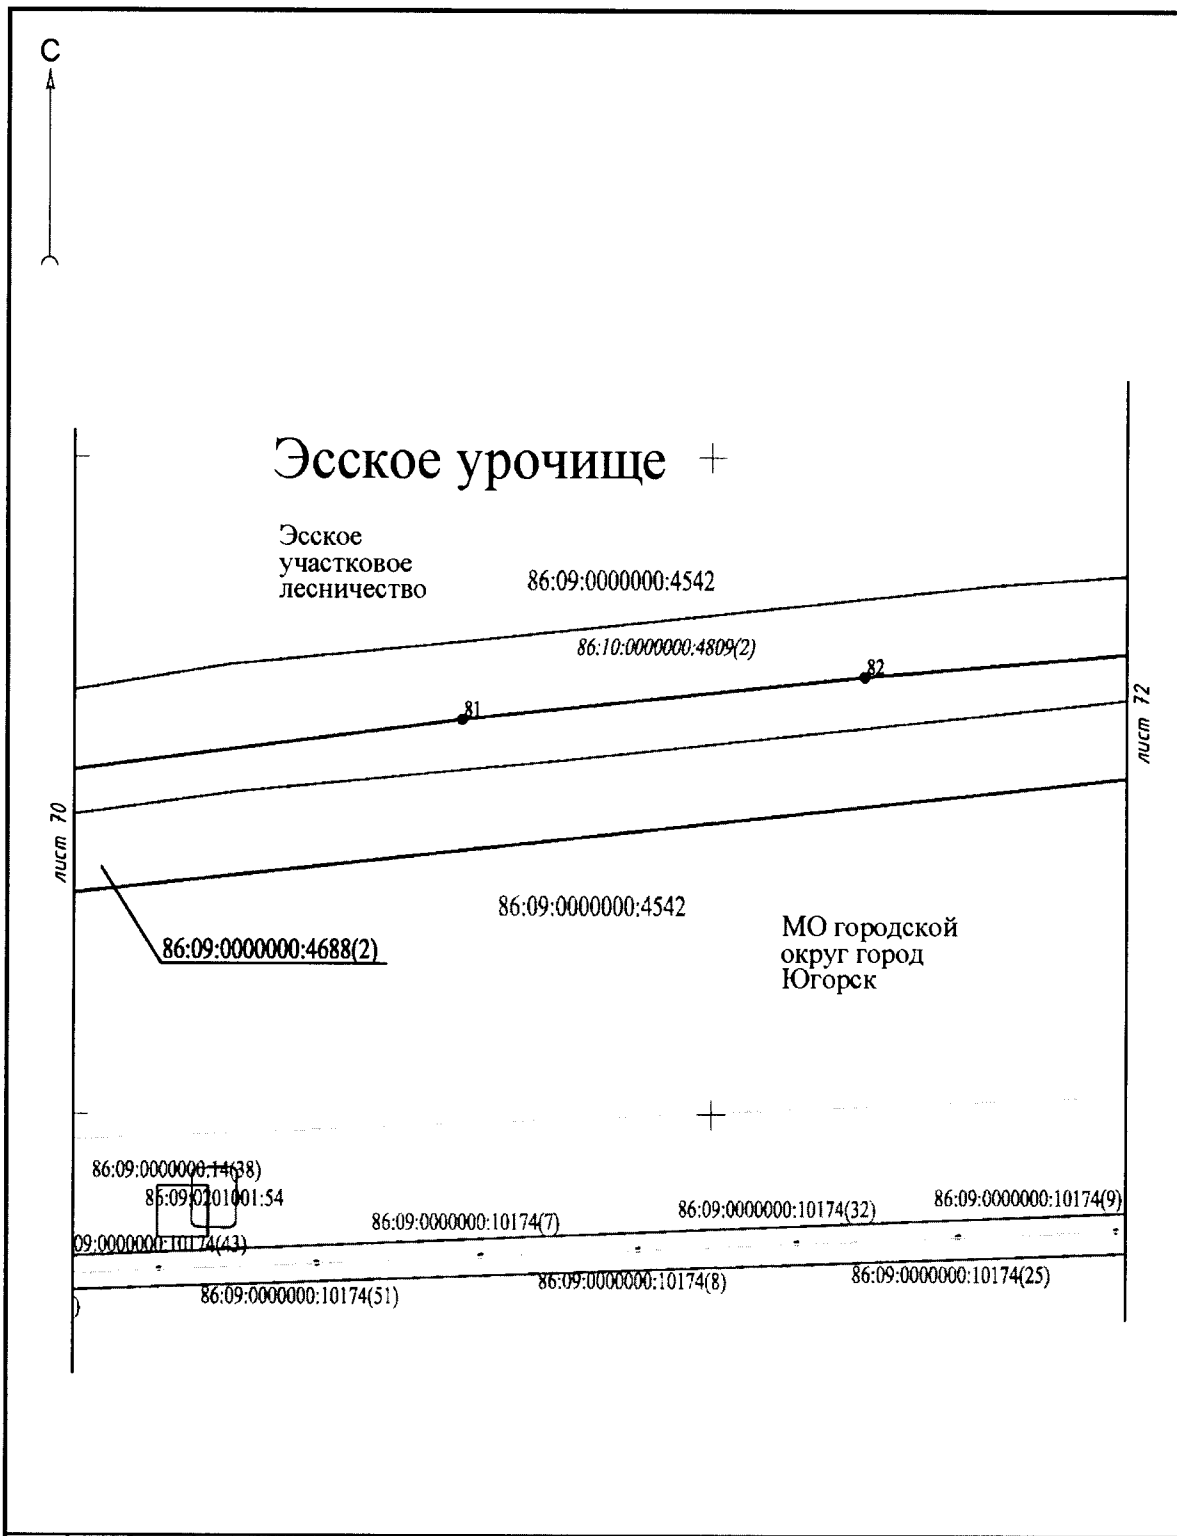 С
Эсское урочище
Эсское
участковое
лесничество
86:09:0000000:4542
86:10:0000000:4809(2)
82
81
лист 72
лист 70
86:09:0000000:4542
86:09:0000000:4688(2)
МО городской
округ город
Югорск
86:09:0000000:14(38)
86:09:0201001:54
86:09:0000000:10174(7)
86:09:0000000:10174(32)
86:09:0000000:10174(9)
09:0000000:10174(43)
86:09:0000000:10174(51)
86:09:0000000:10174(8)
86:09:0000000:10174(25)
)